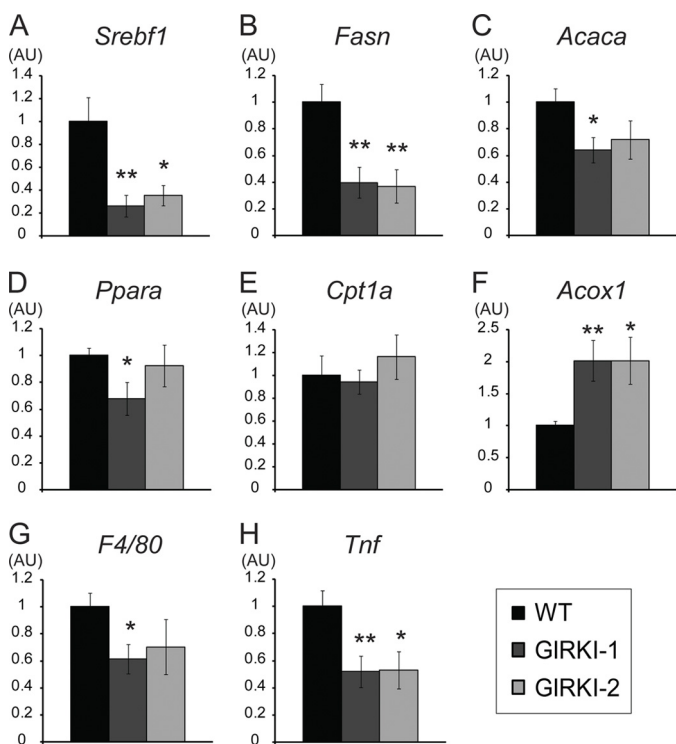 A
Srebf1
(AU)
1.4
1.2
1
0.8
0.6
0.4
0.2
0
**
*
B
Fasn
(AU)
1.2
1
0.8
0.6
0.4
0.2
0
**
**
C
Acaca
(AU)
1.2
1
0.8
0.6
0.4
0.2
0
*
D
Ppara
(AU)
1.2
1
0.8
0.6
0.4
0.2
0
*
E
Cpt1a
(AU)
1.4
1.2
1
0.8
0.6
0.4
0.2
0
F
Acox1
(AU)
2.5
2
1.5
1
0.5
0
**
*
G
F4/80
(AU)
1.2
1
0.8
0.6
0.4
0.2
0
*
H
Tnf
(AU)
1.2
1
0.8
0.6
0.4
0.2
0
**
*
WT
GIRKI-1
GIRKI-2